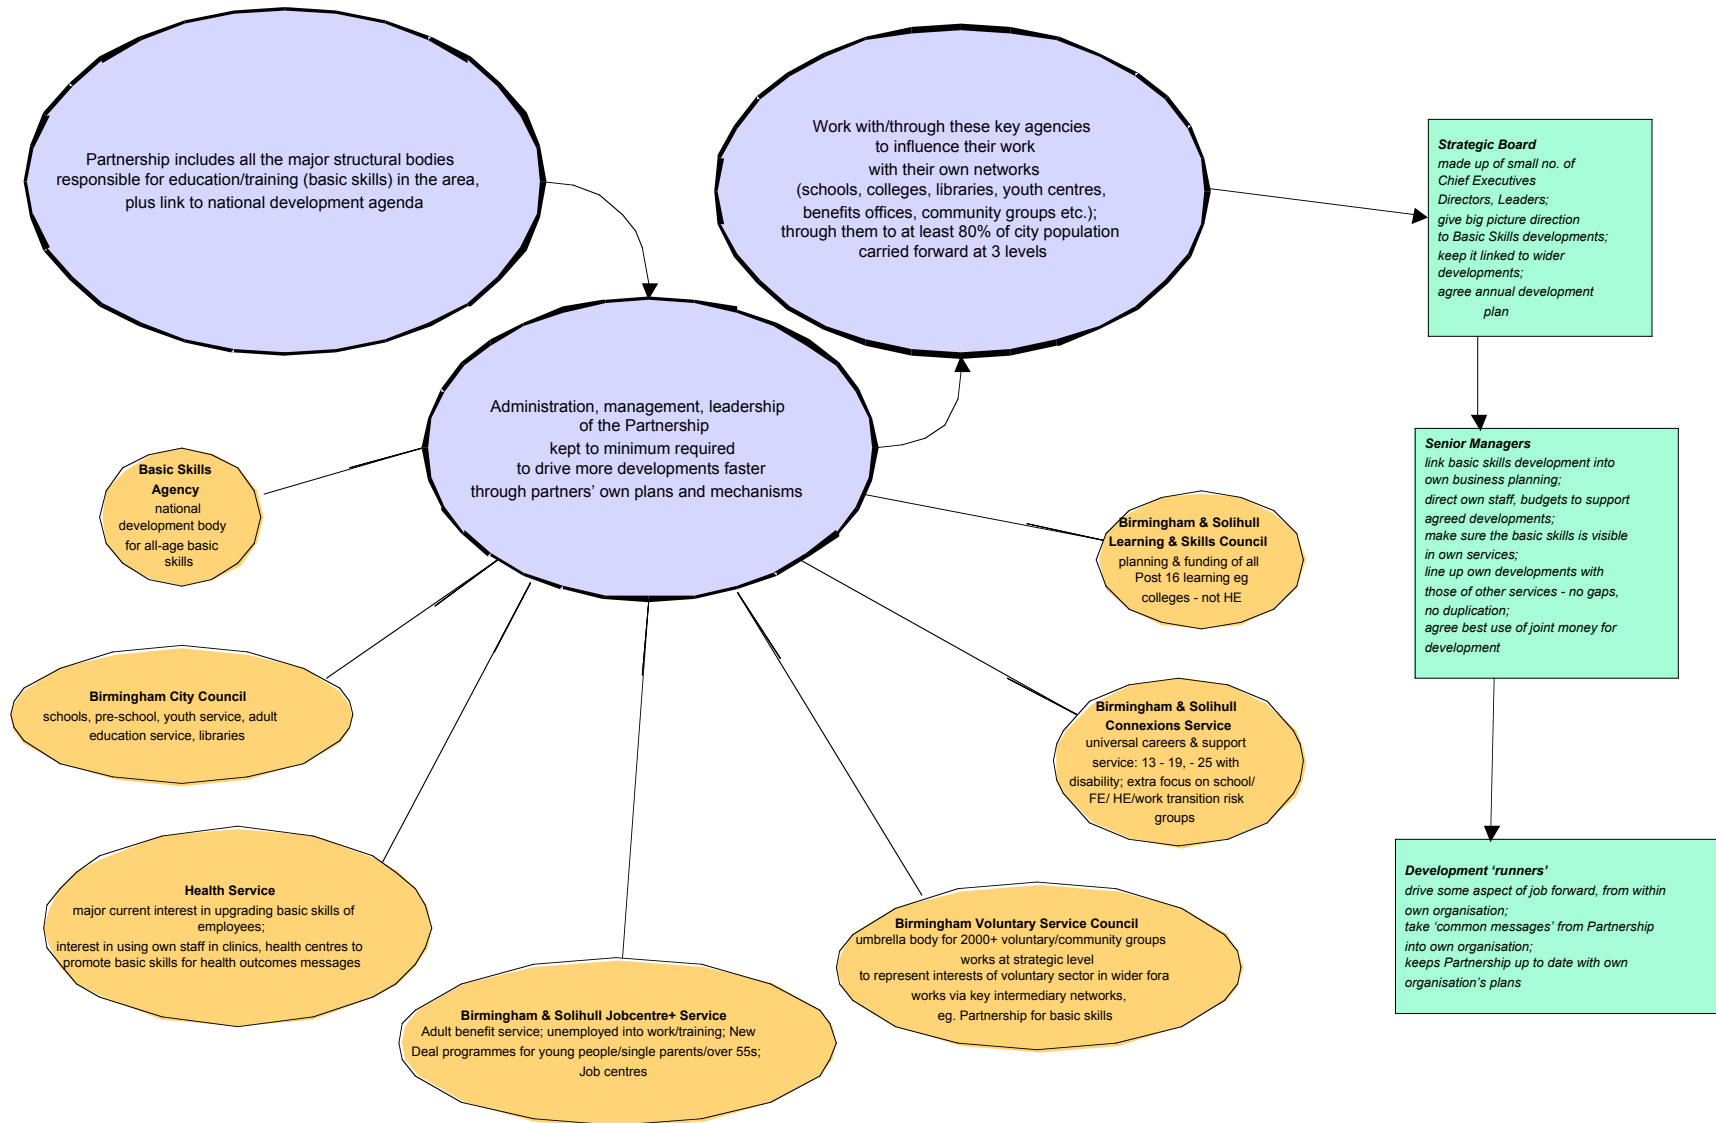 Partnership includes all the major structural bodies
responsible for education/training (basic skills) in the area,
plus link to national development agenda
Work with/through these key agencies
to influence their work
with their own networks
(schools, colleges, libraries, youth centres,
benefits offices, community groups etc.);
through them to at least 80% of city population
carried forward at 3 levels
Strategic Board
made up of small no. of
Chief Executives
Directors, Leaders;
give big picture direction
to Basic Skills developments;
keep it linked to wider
developments;
agree annual development
plan
Administration, management, leadership
of the Partnership
kept to minimum required
to drive more developments faster
through partners’ own plans and mechanisms
Senior Managers
link basic skills development into
own business planning;
direct own staff, budgets to support
agreed developments;
make sure the basic skills is visible
in own services;
line up own developments with
those of other services - no gaps,
no duplication;
agree best use of joint money for
development
Basic Skills
Agency
national
development body
for all-age basic
skills
Birmingham & Solihull
Learning & Skills Council
planning & funding of all
Post 16 learning eg
colleges - not HE
Birmingham City Council
schools, pre-school, youth service, adult
education service, libraries
Birmingham & Solihull
Connexions Service
universal careers & support
service: 13 - 19, - 25 with
disability; extra focus on school/
FE/ HE/work transition risk
groups
Health Service
major current interest in upgrading basic skills of
employees;
interest in using own staff in clinics, health centres to
promote basic skills for health outcomes messages
Birmingham Voluntary Service Council
umbrella body for 2000+ voluntary/community groups
works at strategic level
to represent interests of voluntary sector in wider fora
works via key intermediary networks,
eg. Partnership for basic skills
Birmingham & Solihull Jobcentre+ Service
Adult benefit service; unemployed into work/training; New
Deal programmes for young people/single parents/over 55s;
Job centres
Development ‘runners’
drive some aspect of job forward, from within
own organisation;
take ‘common messages’ from Partnership
into own organisation;
keeps Partnership up to date with own
organisation’s plans